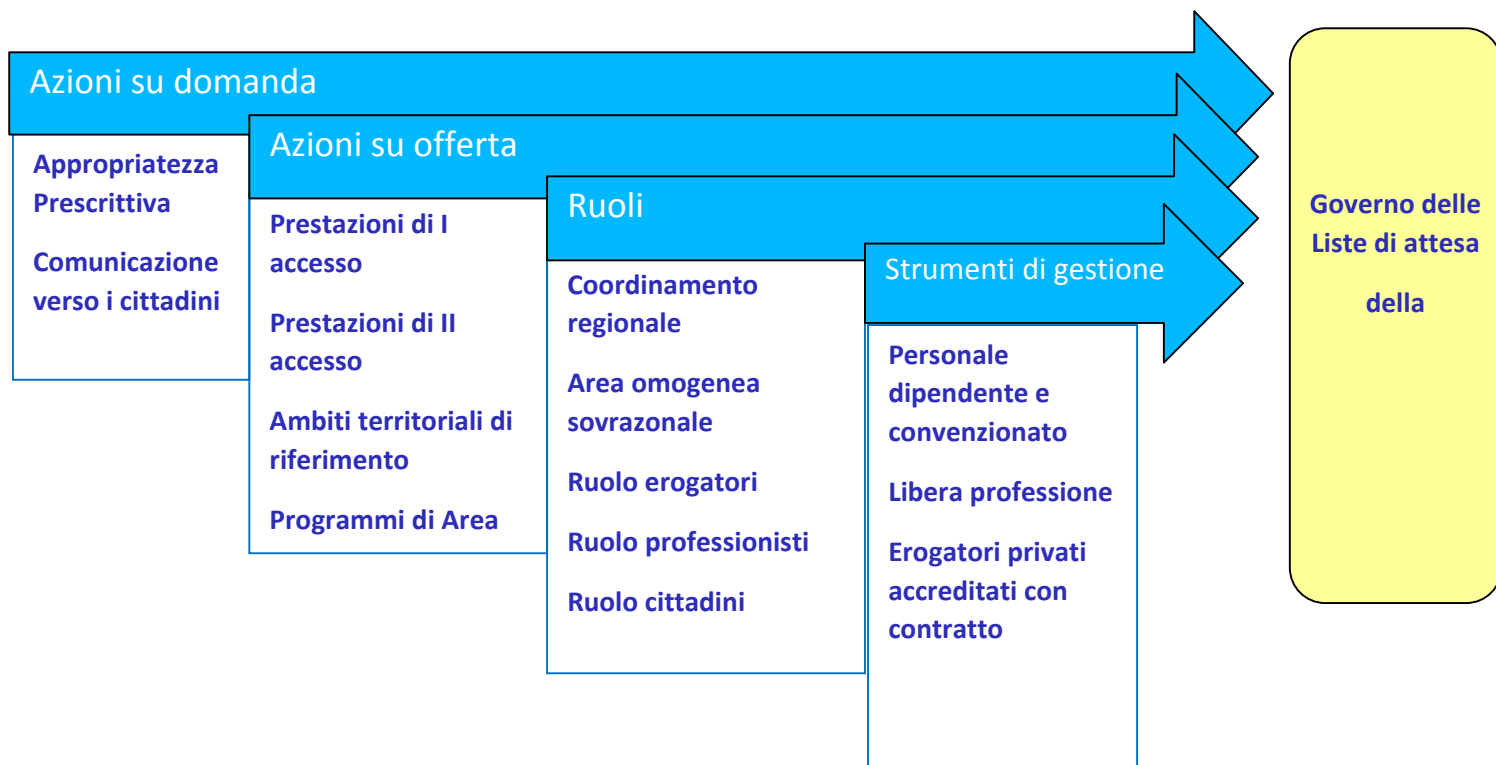 Azioni su domanda
Appropriatezza
Prescrittiva
Comunicazione
verso i cittadini
Azioni su offerta
Prestazioni di I
accesso
Prestazioni di II
accesso
Ambiti territoriali di
riferimento
Programmi di Area
Ruoli
Coordinamento
regionale
Area omogenea
sovrazonale
Ruolo erogatori
Ruolo professionisti
Ruolo cittadini
Strumenti di gestione
Personale
dipendente e
convenzionato
Libera professione
Erogatori privati
accreditati con
contratto
Governo delle
Liste di attesa
della